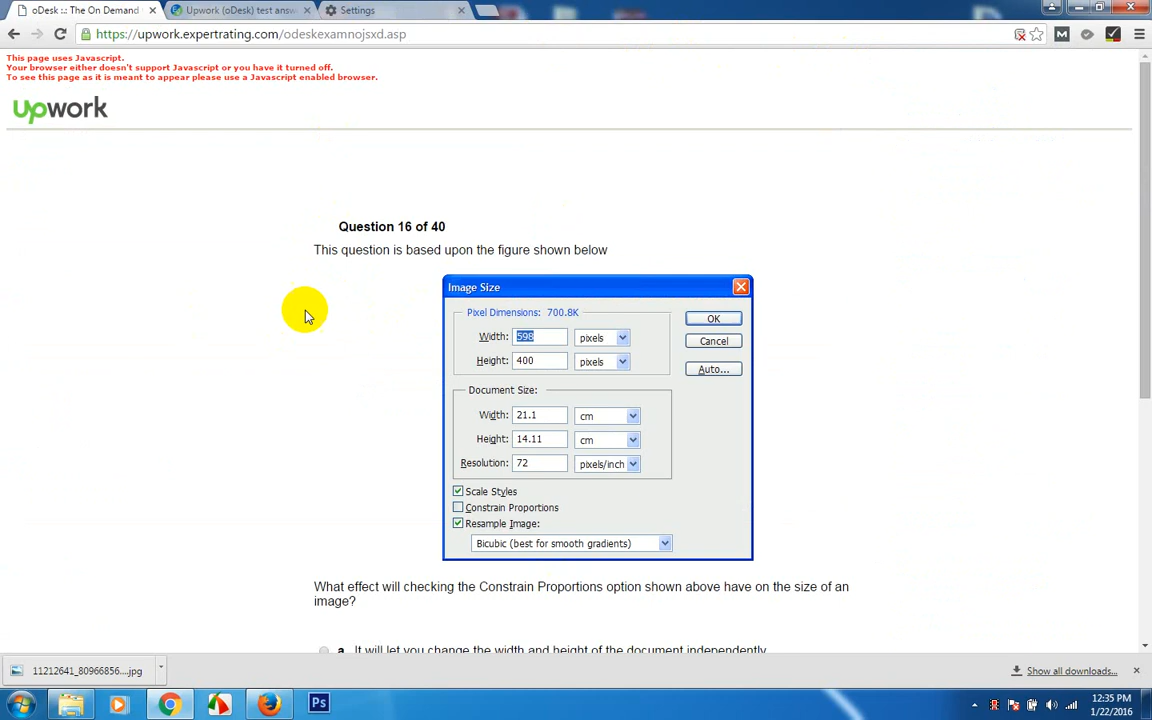 oDesk ::: The On Demand
Upwork (oDesk) test answ
Settings
https://upwork.expertrating.com/odeskexamnojsxd.asp
This page uses Javascript.
Your browser either doesn't support Javascript or you have it turned off.
To see this page as it is meant to appear please use a Javascript enabled browser.
upwork
Question 16 of 40
This question is based upon the figure shown below
Image Size
Pixel Dimensions: 700.8K
OK
Width: 598 pixels
Cancel
Height: 400 pixels
Auto...
Document Size:
Width: 21.1 cm
Height: 14.11 cm
Resolution: 72 pixels/inch
Scale Styles
Constrain Proportions
Resample Image:
Bicubic (best for smooth gradients)
What effect will checking the Constrain Proportions option shown above have on the size of an
image?
a. It will let you change the width and height of the document independently
11212641_80966856....jpg
Show all downloads...
Ps
12:35 PM
1/22/2016